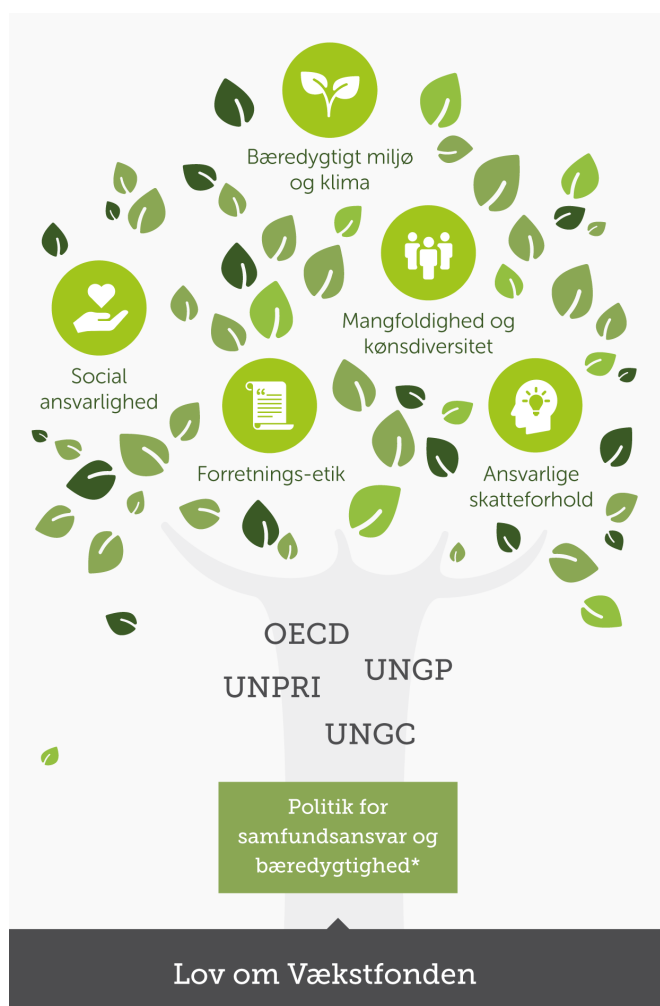 Bæredygtigt miljø
og klima
Mangfoldighed og
kønsdiversitet
Social
ansvarlighed
Forretnings-etik
Ansvarlige
skatteforhold
OECD
UNGP
UNPRI
UNGC
Politik for
samfundsansvar og
bæredygtighed*
Lov om Vækstfonden